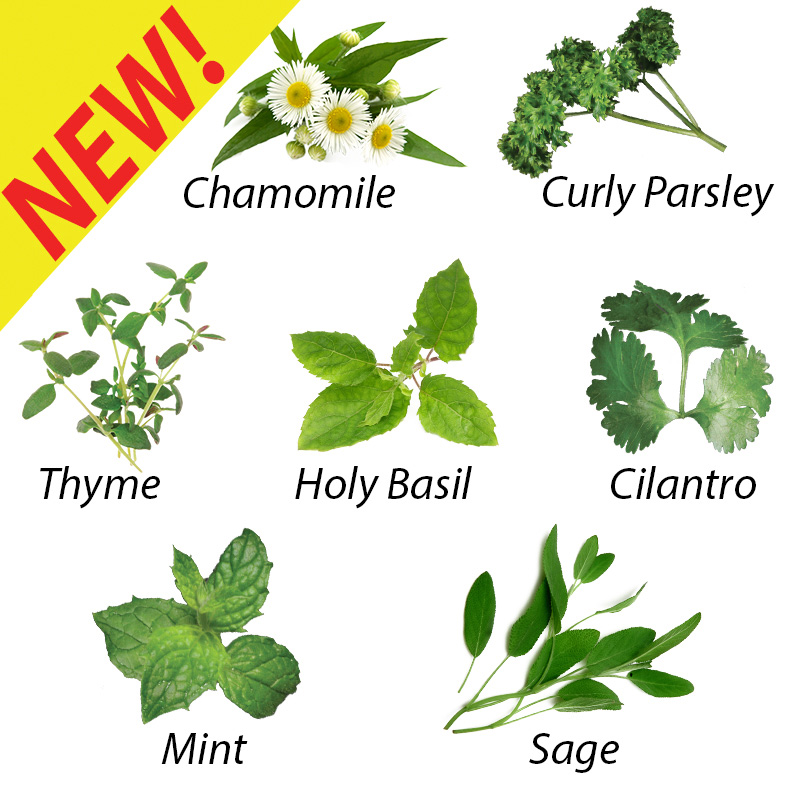 NEW!
Chamomile
Curly Parsley
Thyme
Holy Basil
Cilantro
Mint
Sage